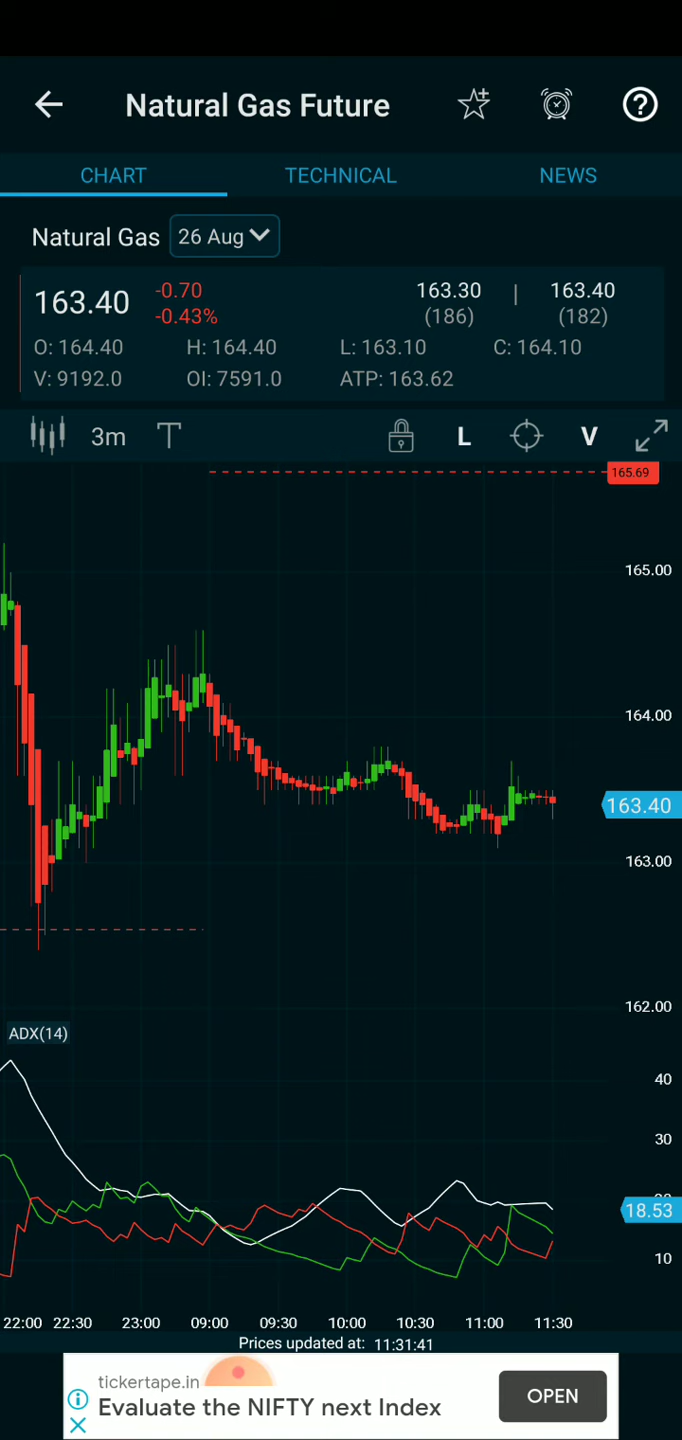 Natural Gas Future
CHART TECHNICAL NEWS
Natural Gas 26 Aug
163.40 -0.70 -0.43% 163.30 (186) | 163.40 (182)
O: 164.40 H: 164.40 L: 163.10 C: 164.10
V: 9192.0 OI: 7591.0 ATP: 163.62
3m T L V
165.69
165.00
164.00
163.40
163.00
162.00
ADX(14)
40
30
18.53
10
22:00 22:30 23:00 09:00 09:30 10:00 10:30 11:00 11:30
Prices updated at: 11:31:41
tickertape.in
Evaluate the NIFTY next Index
OPEN